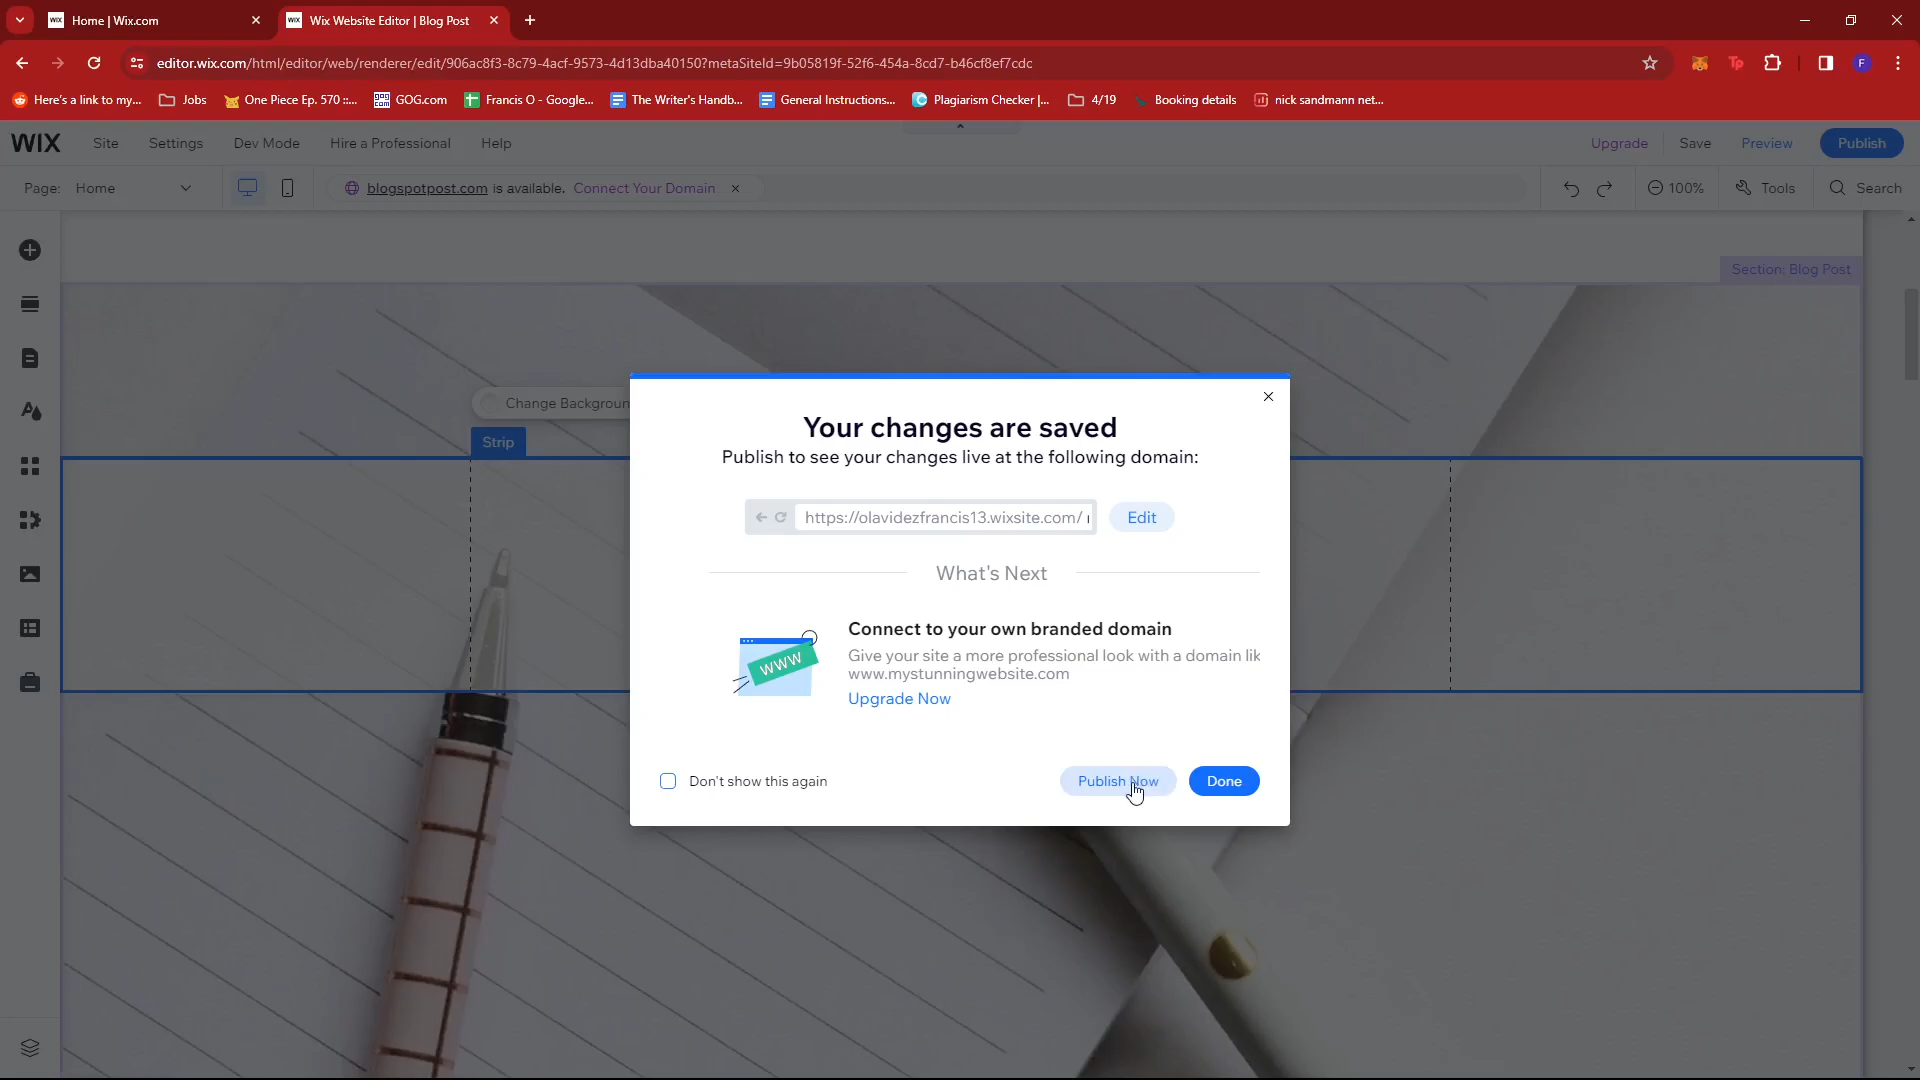 WIX Home | Wix.com
WIX Wix Website Editor | Blog Post
editor.wix.com/html/editor/web/renderer/edit/906ac8f3-8c79-4acf-9573-4d13dba40150?metaSiteId=9b05819f-52f6-454a-8cd7-b46cf8ef7cdc
Tp
F
Here's a link to my... Jobs One Piece Ep. 570 ::... GOG.com Francis O - Google... The Writer's Handb... General Instructions... Plagiarism Checker |... 4/19 Booking details nick sandmann net...
WIX Site Settings Dev Mode Hire a Professional Help Upgrade Save Preview Publish
Page: Home blogspotpost.com is available. Connect Your Domain 100% Tools Search
Section: Blog Post
Change Backgroun
Strip
Your changes are saved
Publish to see your changes live at the following domain:
https://olavidezfrancis13.wixsite.com/ Edit
What's Next
Connect to your own branded domain
WWW
Give your site a more professional look with a domain lik
www.mystunningwebsite.com
Upgrade Now
Don't show this again Publish Now Done